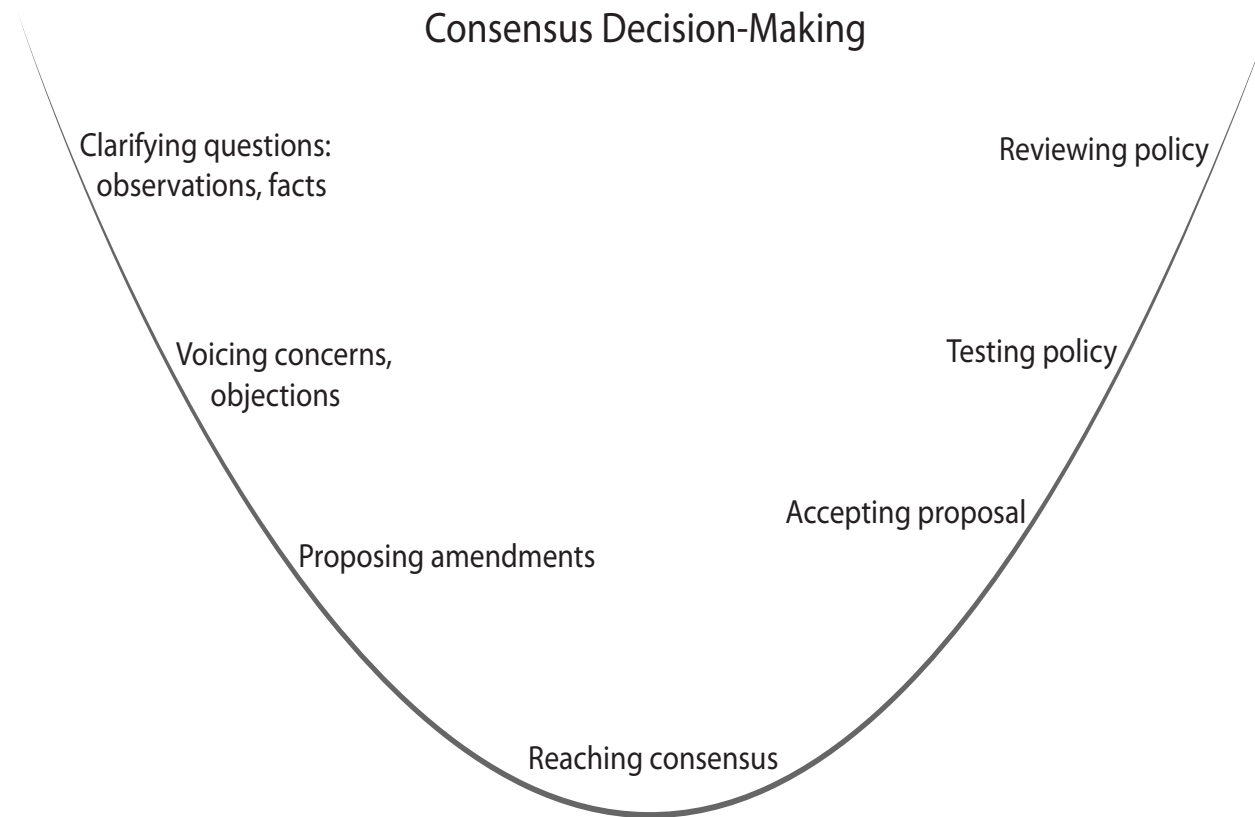 Consensus Decision-Making
Clarifying questions:
observations, facts
Voicing concerns,
objections
Proposing amendments
Reaching consensus
Accepting proposal
Testing policy
Reviewing policy